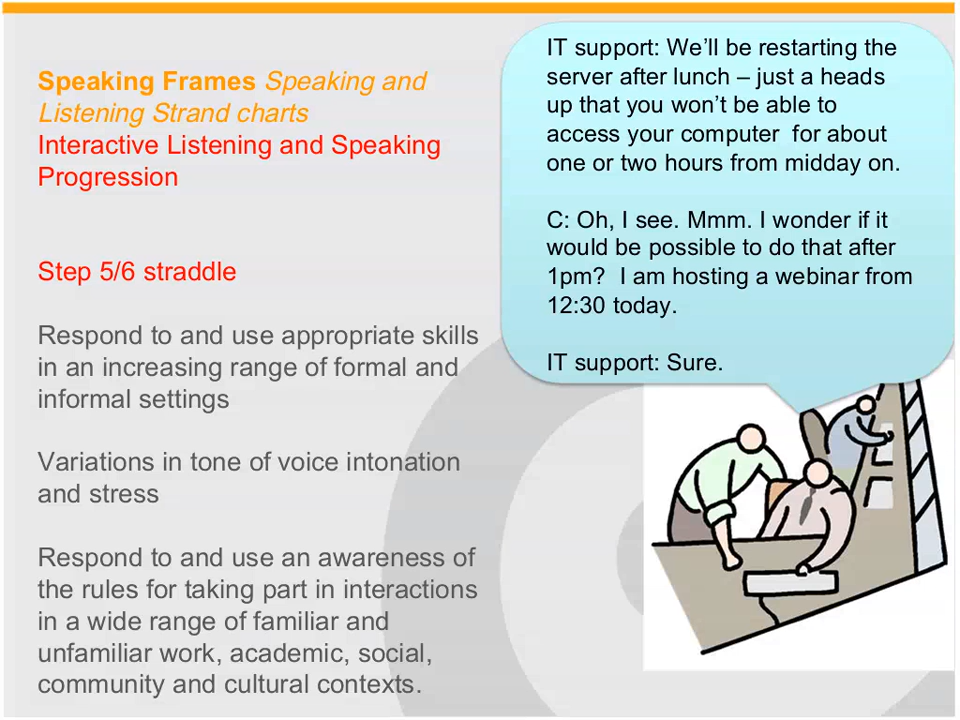 Speaking Frames Speaking and
Listening Strand charts
Interactive Listening and Speaking
Progression
Step 5/6 straddle
Respond to and use appropriate skills
in an increasing range of formal and
informal settings
Variations in tone of voice intonation
and stress
Respond to and use an awareness of
the rules for taking part in interactions
in a wide range of familiar and
unfamiliar work, academic, social,
community and cultural contexts.
IT support: We’ll be restarting the
server after lunch – just a heads
up that you won’t be able to
access your computer  for about
one or two hours from midday on.
C: Oh, I see. Mmm. I wonder if it
would be possible to do that after
1pm?  I am hosting a webinar from
12:30 today.
IT support: Sure.